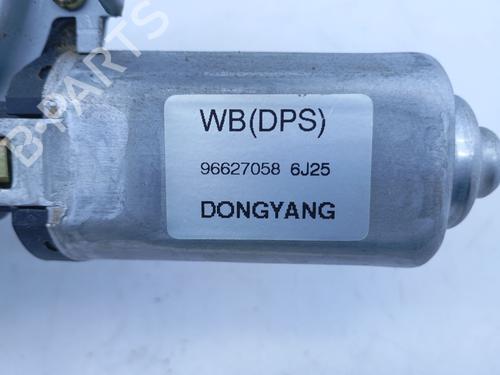 WB(DPS)
96627058 6J25
DONGYANG
B-PARTS